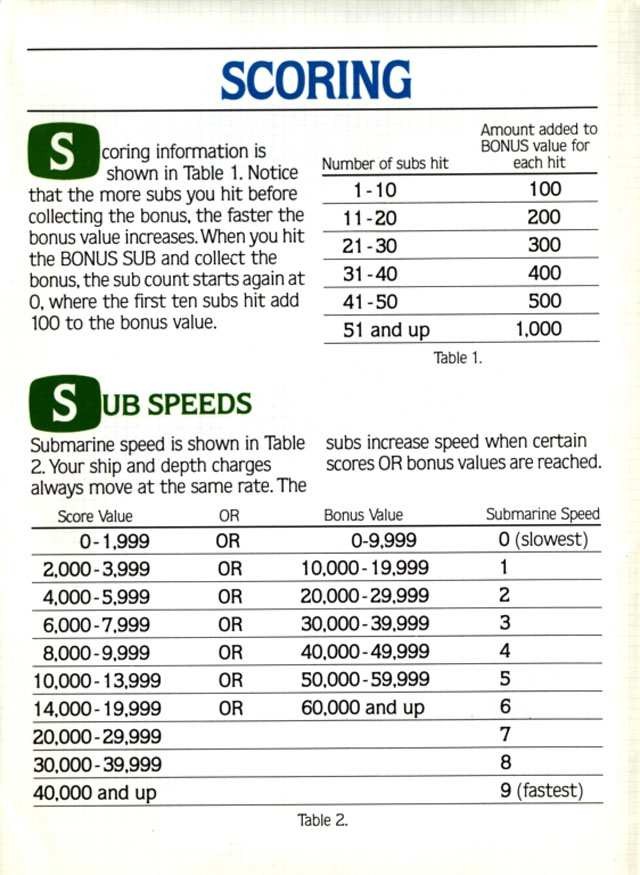 SCORING
Scoring information is
shown in Table 1. Notice
that the more subs you hit before
collecting the bonus, the faster the
bonus value increases. When you hit
the BONUS SUB and collect the
bonus, the sub count starts again at
0, where the first ten subs hit add
100 to the bonus value.
Number of subs hit Amount added to
BONUS value for
each hit
1-10 100
11-20 200
21-30 300
31-40 400
41-50 500
51 and up 1,000
Table 1.
SUB SPEEDS
Submarine speed is shown in Table
2. Your ship and depth charges
always move at the same rate. The
subs increase speed when certain
scores OR bonus values are reached.
Score Value OR Bonus Value Submarine Speed
0-1,999 OR 0-9,999 0 (slowest)
2,000-3,999 OR 10,000-19,999 1
4,000-5,999 OR 20,000-29,999 2
6,000-7,999 OR 30,000-39,999 3
8,000-9,999 OR 40,000-49,999 4
10,000-13,999 OR 50,000-59,999 5
14,000-19,999 OR 60,000 and up 6
20,000-29,999 7
30,000-39,999 8
40,000 and up 9 (fastest)
Table 2.